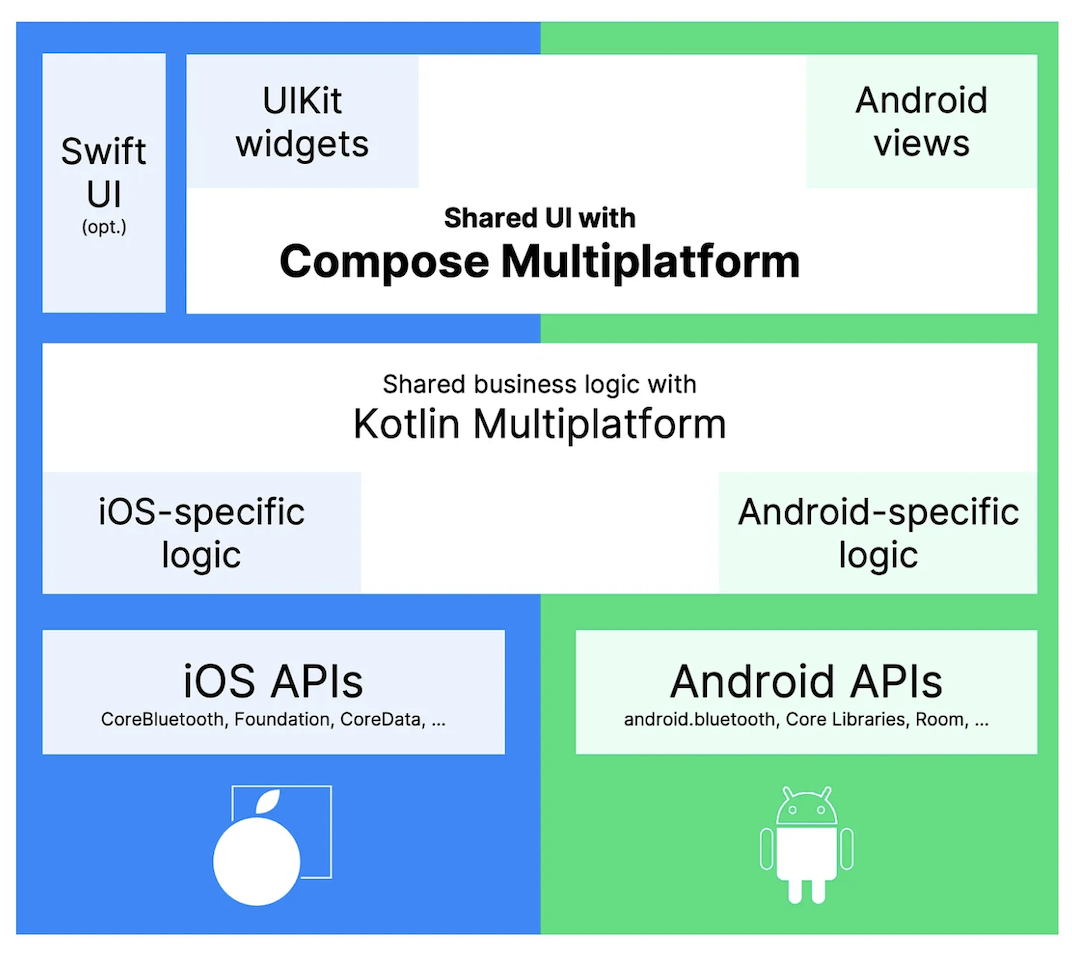 Swift
UI
(opt.)
UIKit
widgets
Android
views
Shared UI with
Compose Multiplatform
Shared business logic with
Kotlin Multiplatform
iOS-specific
logic
Android-specific
logic
iOS APIs
CoreBluetooth, Foundation, CoreData, ...
Android APIs
android.bluetooth, Core Libraries, Room, ...